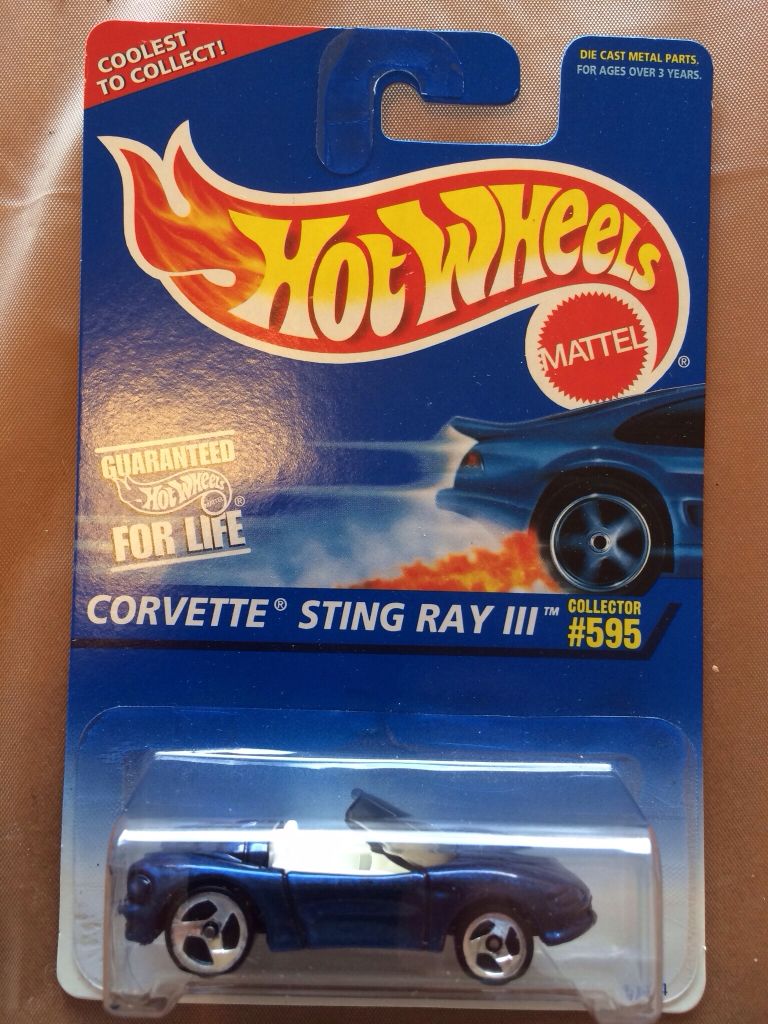 COOLEST
TO COLLECT!
DIE CAST METAL PARTS.
FOR AGES OVER 3 YEARS.
Hot Wheels
MATTEL
®
GUARANTEED
Hot Wheels
MATTEL
®
FOR LIFE
CORVETTE® STING RAY III™
COLLECTOR
#595